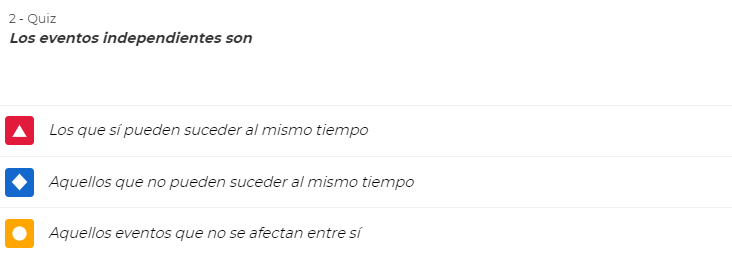 2 - Quiz
Los eventos independientes son
Los que sí pueden suceder al mismo tiempo
Aquellos que no pueden suceder al mismo tiempo
Aquellos eventos que no se afectan entre sí